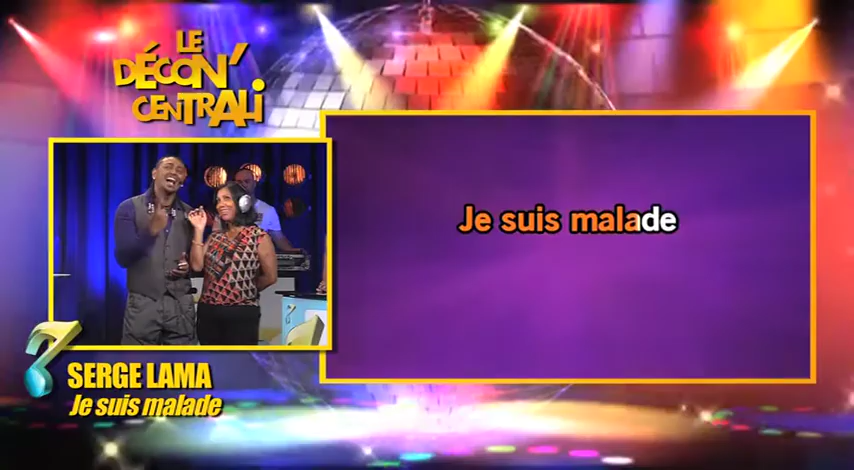 LE
DÉCON'
CENTRALi
Je suis malade
SERGE LAMA
Je suis malade